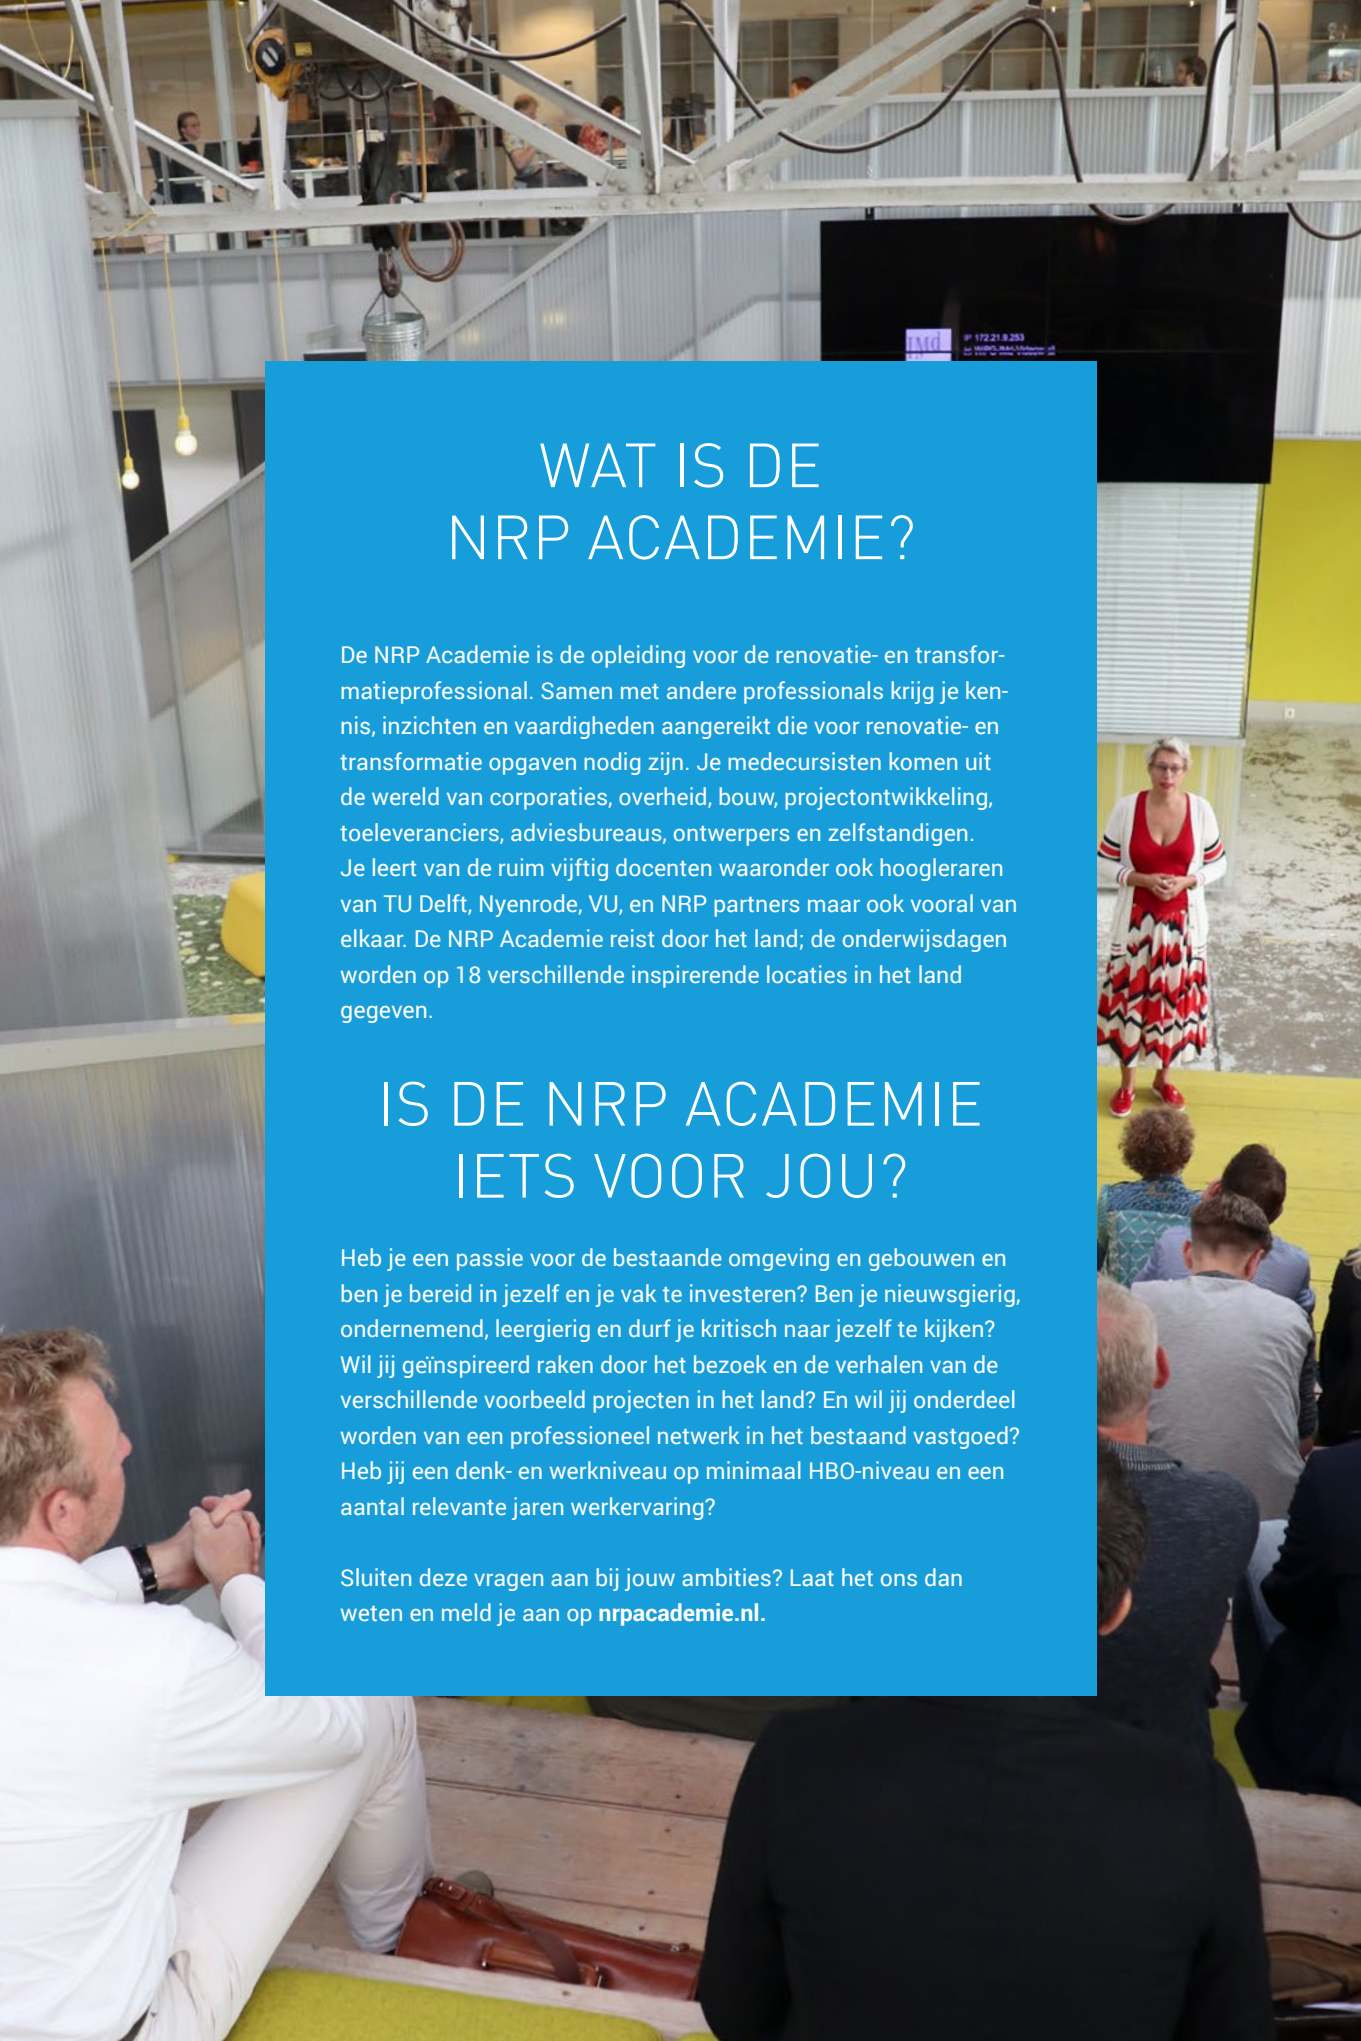 IMd
IP 172.21.9.253
WAT IS DE
NRP ACADEMIE?
De NRP Academie is de opleiding voor de renovatie- en transfor-
matieprofessional. Samen met andere professionals krijg je ken-
nis, inzichten en vaardigheden aangereikt die voor renovatie- en
transformatie opgaven nodig zijn. Je medecursisten komen uit
de wereld van corporaties, overheid, bouw, projectontwikkeling,
toeleveranciers, adviesbureaus, ontwerpers en zelfstandigen.
Je leert van de ruim vijftig docenten waaronder ook hoogleraren
van TU Delft, Nyenrode, VU, en NRP partners maar ook vooral van
elkaar. De NRP Academie reist door het land; de onderwijsdagen
worden op 18 verschillende inspirerende locaties in het land
gegeven.
IS DE NRP ACADEMIE
IETS VOOR JOU?
Heb je een passie voor de bestaande omgeving en gebouwen en
ben je bereid in jezelf en je vak te investeren? Ben je nieuwsgierig,
ondernemend, leergierig en durf je kritisch naar jezelf te kijken?
Wil jij geïnspireerd raken door het bezoek en de verhalen van de
verschillende voorbeeld projecten in het land? En wil jij onderdeel
worden van een professioneel netwerk in het bestaand vastgoed?
Heb jij een denk- en werkniveau op minimaal HBO-niveau en een
aantal relevante jaren werkervaring?
Sluiten deze vragen aan bij jouw ambities? Laat het ons dan
weten en meld je aan op nrpacademie.nl.